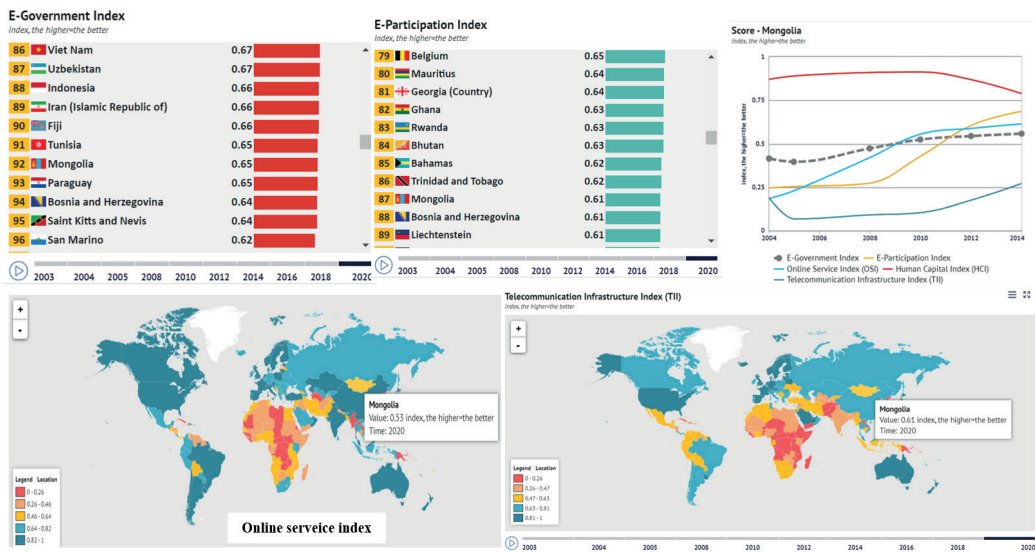 E-Government Index
index, the higher=the better
86 Viet Nam 0.67
87 Uzbekistan 0.67
88 Indonesia 0.66
89 Iran (Islamic Republic of) 0.66
90 Fiji 0.66
91 Tunisia 0.65
92 Mongolia 0.65
93 Paraguay 0.65
94 Bosnia and Herzegovina 0.64
95 Saint Kitts and Nevis 0.64
96 San Marino 0.62
2003 2004 2005 2008 2010 2012 2014 2016 2018 2020
E-Participation Index
index, the higher=the better
79 Belgium 0.65
80 Mauritius 0.64
81 Georgia (Country) 0.64
82 Ghana 0.63
83 Rwanda 0.63
84 Bhutan 0.63
85 Bahamas 0.62
86 Trinidad and Tobago 0.62
87 Mongolia 0.61
88 Bosnia and Herzegovina 0.61
89 Liechtenstein 0.61
2003 2004 2005 2008 2010 2012 2014 2016 2018 2020
Score - Mongolia
index, the higher=the better
index, the higher=the better
1
0.75
0.5
0.25
0
2004 2006 2008 2010 2012 2014
E-Government Index E-Participation Index
Online Service Index (OSI) Human Capital Index (HCI)
Telecommunication Infrastructure Index (TII)
+
-
Mongolia
Value: 0.53 index, the higher=the better
Time: 2020
Legend Location
0 - 0.26
0.26 - 0.46
0.46 - 0.64
0.64 - 0.82
0.82 - 1
Online serveice index
Telecommunication Infrastructure Index (TII)
index, the higher=the better
+
-
Mongolia
Value: 0.61 index, the higher=the better
Time: 2020
Legend Location
0 - 0.26
0.26 - 0.47
0.47 - 0.63
0.63 - 0.81
0.81 - 1
2003 2004 2005 2008 2010 2012 2014 2016 2018 2020